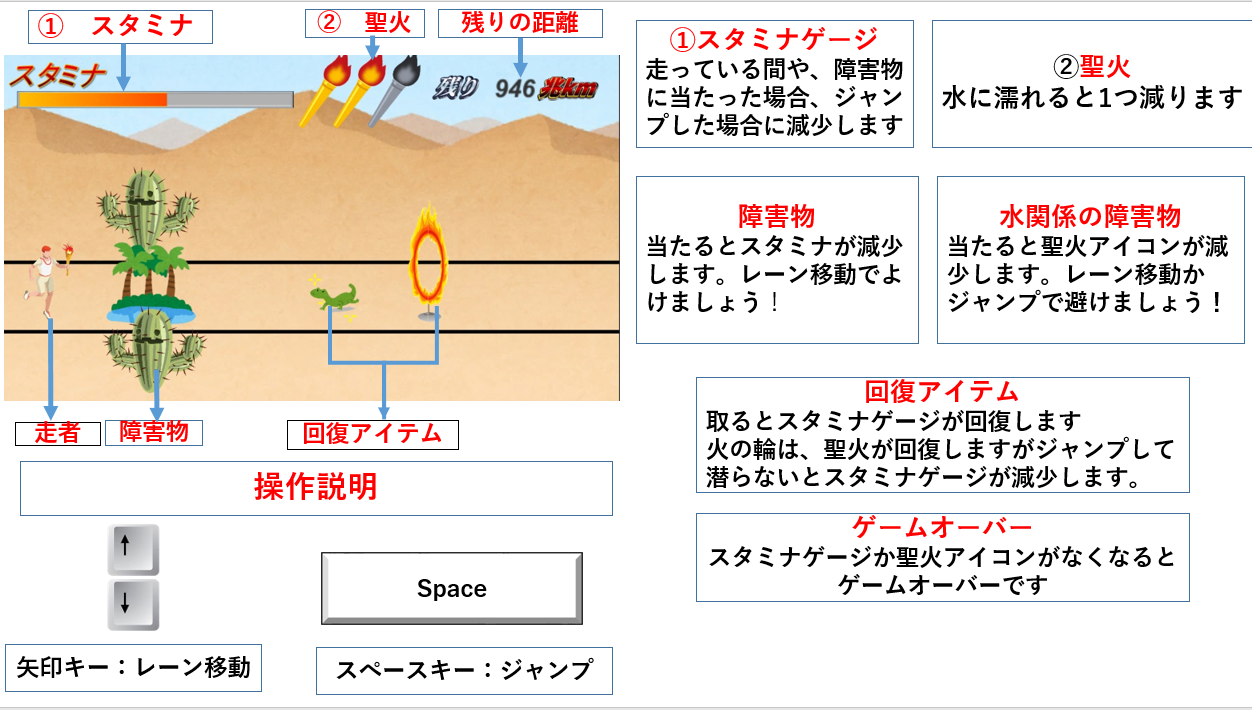 ① スタミナ
② 聖火
残りの距離
スタミナ
残り 946 兆km
走者
障害物
回復アイテム
操作説明
↑
↓
Space
矢印キー：レーン移動
スペースキー：ジャンプ
①スタミナゲージ
走っている間や、障害物
に当たった場合、ジャン
プした場合に減少します
②聖火
水に濡れると1つ減ります
障害物
当たるとスタミナが減少
します。レーン移動でよ
けましょう！
水関係の障害物
当たると聖火アイコンが減
少します。レーン移動か
ジャンプで避けましょう！
回復アイテム
取るとスタミナゲージが回復します
火の輪は、聖火が回復しますがジャンプして
潜らないとスタミナゲージが減少します。
ゲームオーバー
スタミナゲージか聖火アイコンがなくなると
ゲームオーバーです